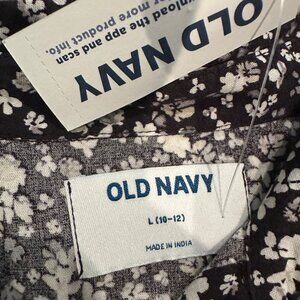 OLD NAVY
Download the app and scan
for more product info.
OLD NAVY
L (10-12)
MADE IN INDIA